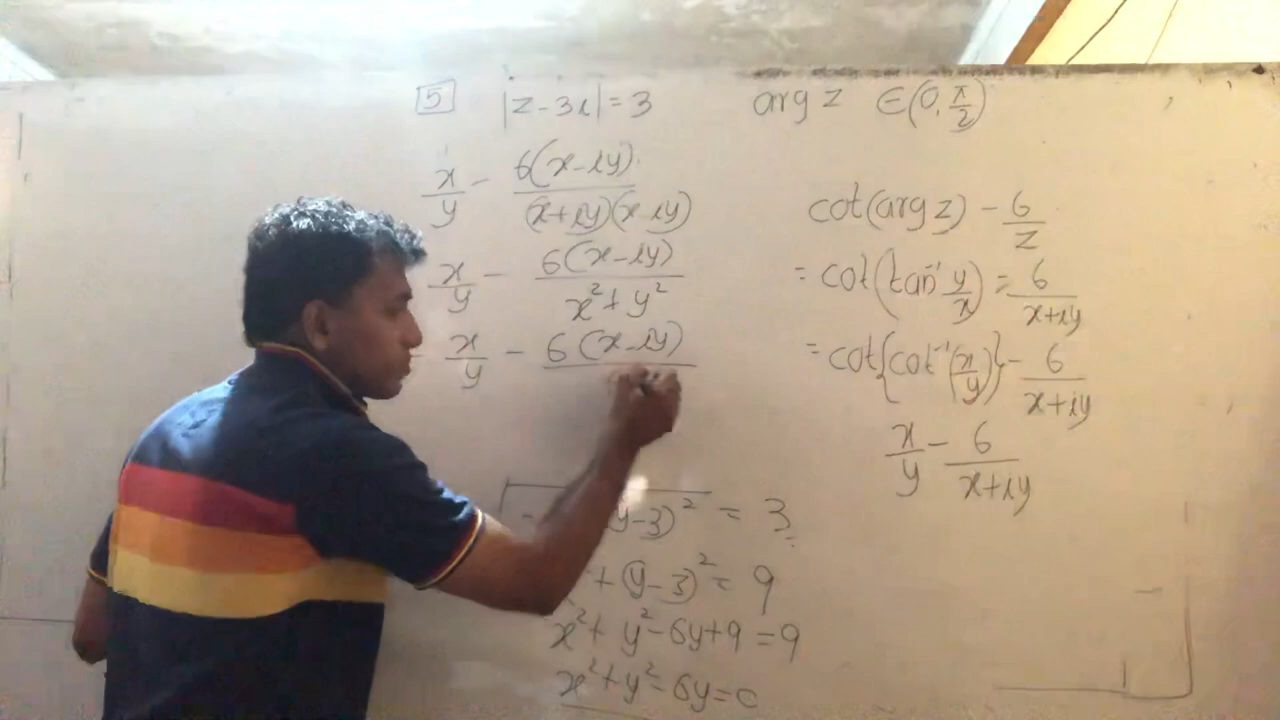 5 |z-3i|=3 arg z ∈(0,π/2)
x/y - 6(x-iy)/(x+iy)(x-iy)
x/y - 6(x-iy)/x²+y²
x/y - 6(x-iy)
y-3)² = 3
+ (y-3)² = 9
x²+y²-6y+9=9
x²+y²-6y=0
cot(arg z) - 6/z
= cot(tan⁻¹ y/x) = 6/x+iy
= cot{cot⁻¹(x/y)} - 6/x+iy
x/y - 6/x+iy